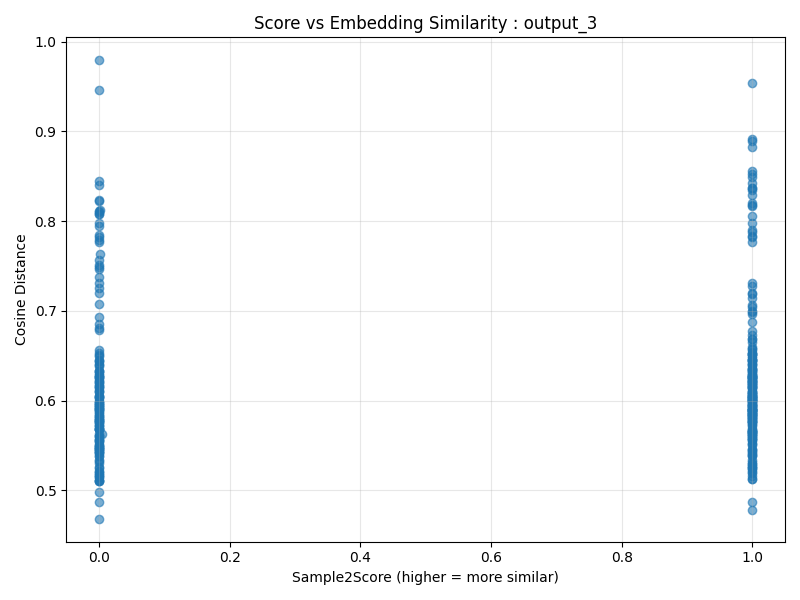 Score vs Embedding Similarity : output_3
1.0
0.9
0.8
0.7
0.6
0.5
Cosine Distance
0.0 0.2 0.4 0.6 0.8 1.0
Sample2Score (higher = more similar)